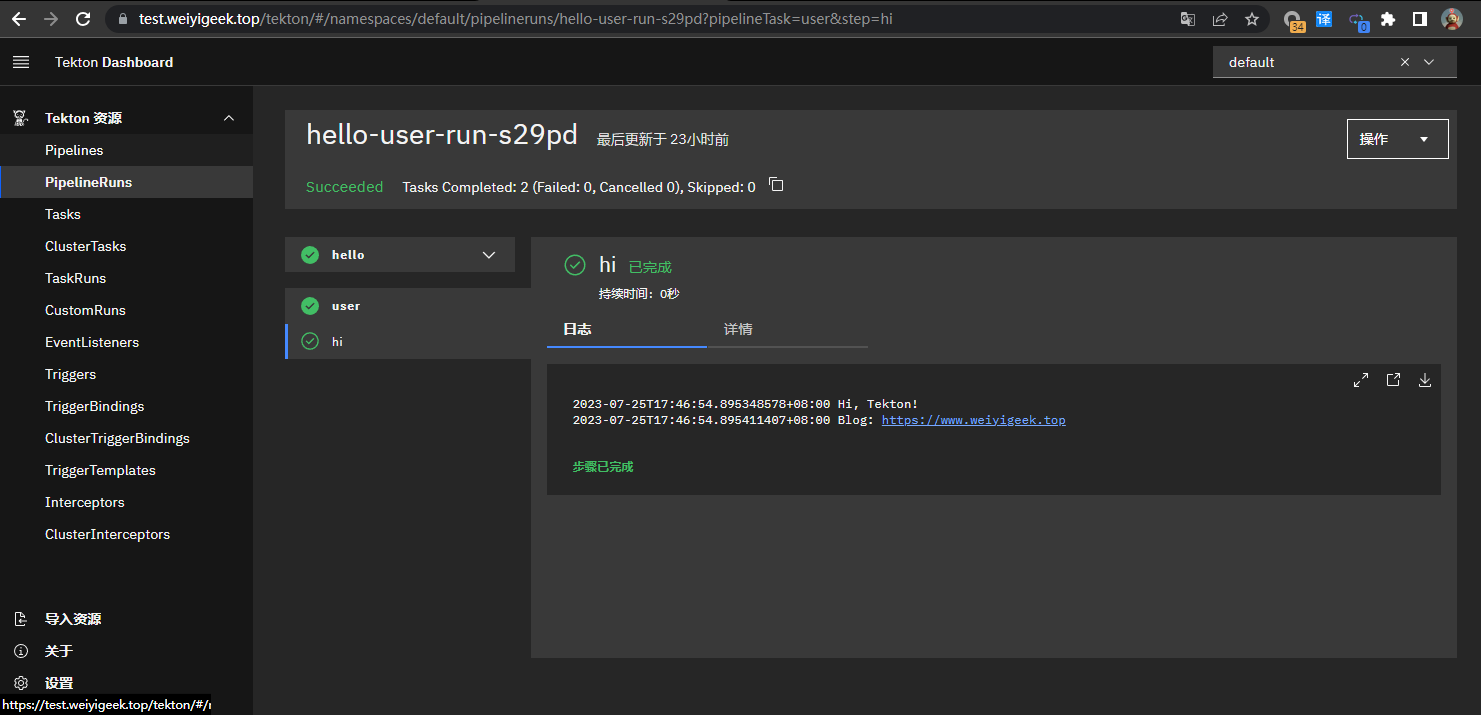 test.weiyigeek.top/tekton/#/namespaces/default/pipelineruns/hello-user-run-s29pd?pipelineTask=user&step=hi
34
译
0
Tekton Dashboard
default
Tekton 资源
Pipelines
PipelineRuns
Tasks
ClusterTasks
TaskRuns
CustomRuns
EventListeners
Triggers
TriggerBindings
ClusterTriggerBindings
TriggerTemplates
Interceptors
ClusterInterceptors
导入资源
关于
设置
https://test.weiyigeek.top/tekton/#/
hello-user-run-s29pd 最后更新于 23小时前
操作
Succeeded Tasks Completed: 2 (Failed: 0, Cancelled 0), Skipped: 0
hello
user
hi
hi 已完成
持续时间：0秒
日志 详情
2023-07-25T17:46:54.895348578+08:00 Hi, Tekton!
2023-07-25T17:46:54.895411407+08:00 Blog: https://www.weiyigeek.top
步骤已完成